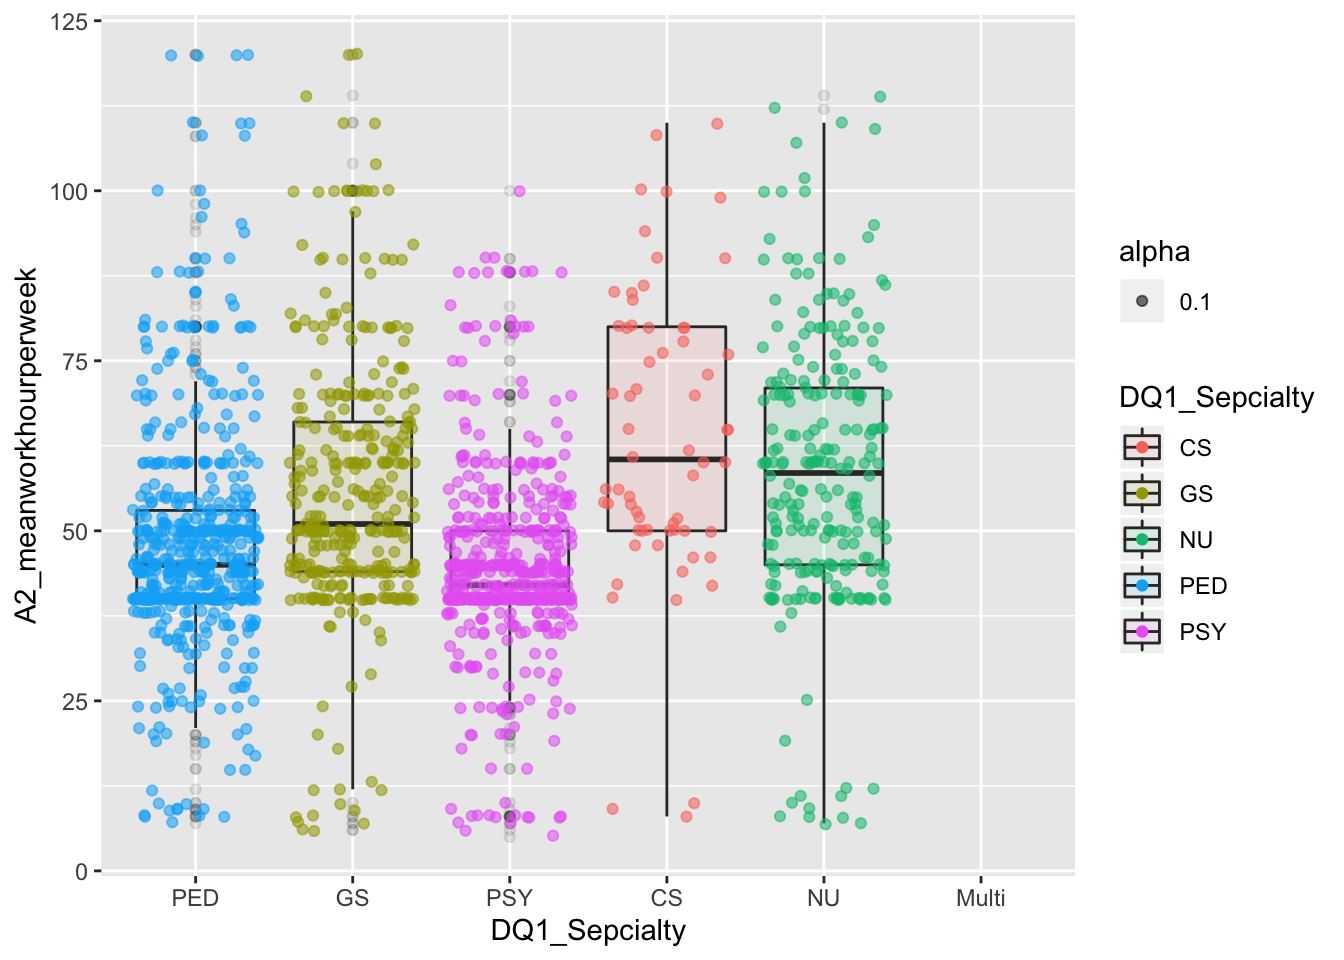 125
100
75
50
25
0
A2_meanworkhourperweek
PED GS PSY CS NU Multi
DQ1_Sepcialty
alpha
0.1
DQ1_Sepcialty
CS
GS
NU
PED
PSY